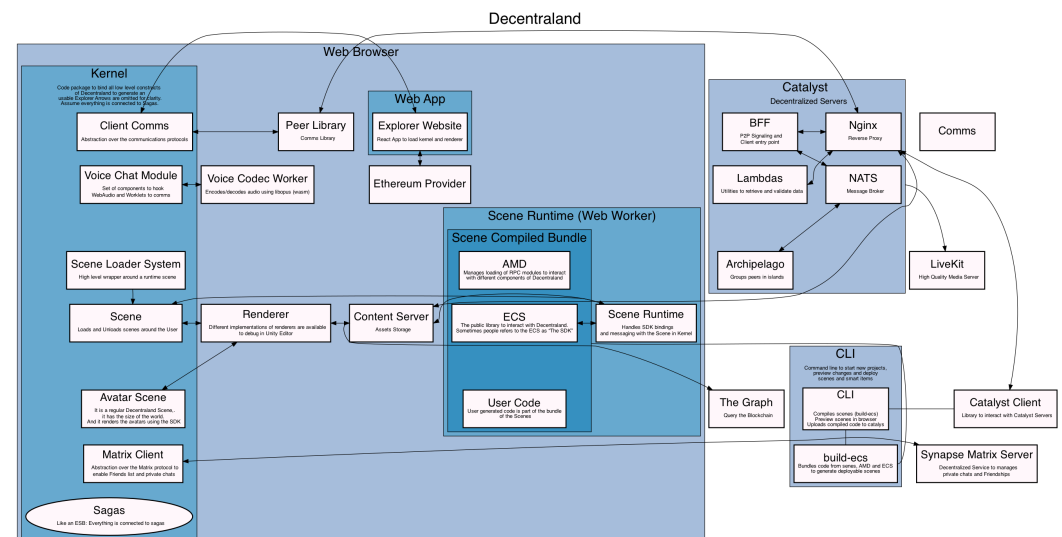 Decentraland
Web Browser
Kernel
Code package to bind all low level constructs
of Decentraland to generate an
usable Explorer Arrows are omitted for clarity.
Assume everything is connected to Sagas.
Client Comms
Abstraction over the communications protocols
Peer Library
Comms Library
Web App
Explorer Website
React App to load kernel and renderer
Ethereum Provider
Voice Chat Module
Set of components to hook
WebAudio and Worklets to comms
Voice Codec Worker
Encodes/decodes audio using libopus (wasm)
Scene Loader System
High level wrapper around a runtime scene
Scene
Loads and Unloads scenes around the User
Renderer
Different implementations of renderers are available
to debug in Unity Editor
Content Server
Assets Storage
Avatar Scene
It is a regular Decentraland Scene,
it has the size of the world.
And it renders the avatars using the SDK
Matrix Client
Abstraction over the Matrix protocol to
enable Friends list and private chats
Sagas
Like an ESB: Everything is connected to sagas
Scene Runtime (Web Worker)
Scene Compiled Bundle
AMD
Manages loading of RPC modules to interact
with different components of Decentraland
ECS
The public library to interact with Decentraland.
Sometimes people refers to the ECS as "The SDK"
Scene Runtime
Handles SDK bindings
and messaging with the Scene in Kernel
User Code
User generated code is part of the bundle
of the Scenes
Catalyst
Decentralized Servers
BFF
P2P Signaling and
Client entry point
Nginx
Reverse Proxy
Lambdas
Utilities to retrieve and validate data
NATS
Message Broker
Archipelago
Groups peers in islands
Comms
LiveKit
High Quality Media Server
The Graph
Query the Blockchain
CLI
Command line to start new projects,
preview changes and deploy
scenes and smart items
CLI
Compiles scenes (build-ecs)
Preview scenes in browser
Uploads compiled code to catalys
build-ecs
Bundles code from senes, AMD and ECS
to generate deployable scenes
Catalyst Client
Library to interact with Catalyst Servers
Synapse Matrix Server
Decentralized Service to manages
private chats and Friendships